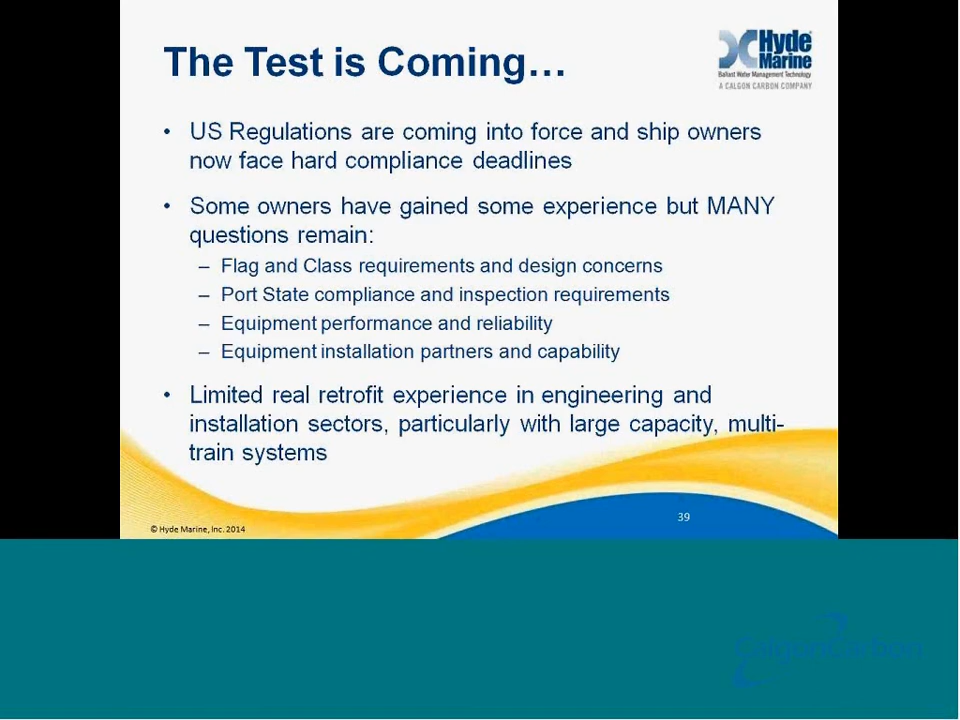 The Test is Coming…
Hyde
Marine
Ballast Water Management Technology
A CALGON CARBON COMPANY
• US Regulations are coming into force and ship owners
now face hard compliance deadlines
• Some owners have gained some experience but MANY
questions remain:
– Flag and Class requirements and design concerns
– Port State compliance and inspection requirements
– Equipment performance and reliability
– Equipment installation partners and capability
• Limited real retrofit experience in engineering and
installation sectors, particularly with large capacity, multi-
train systems
39
© Hyde Marine, Inc. 2014
CalgonCarbon